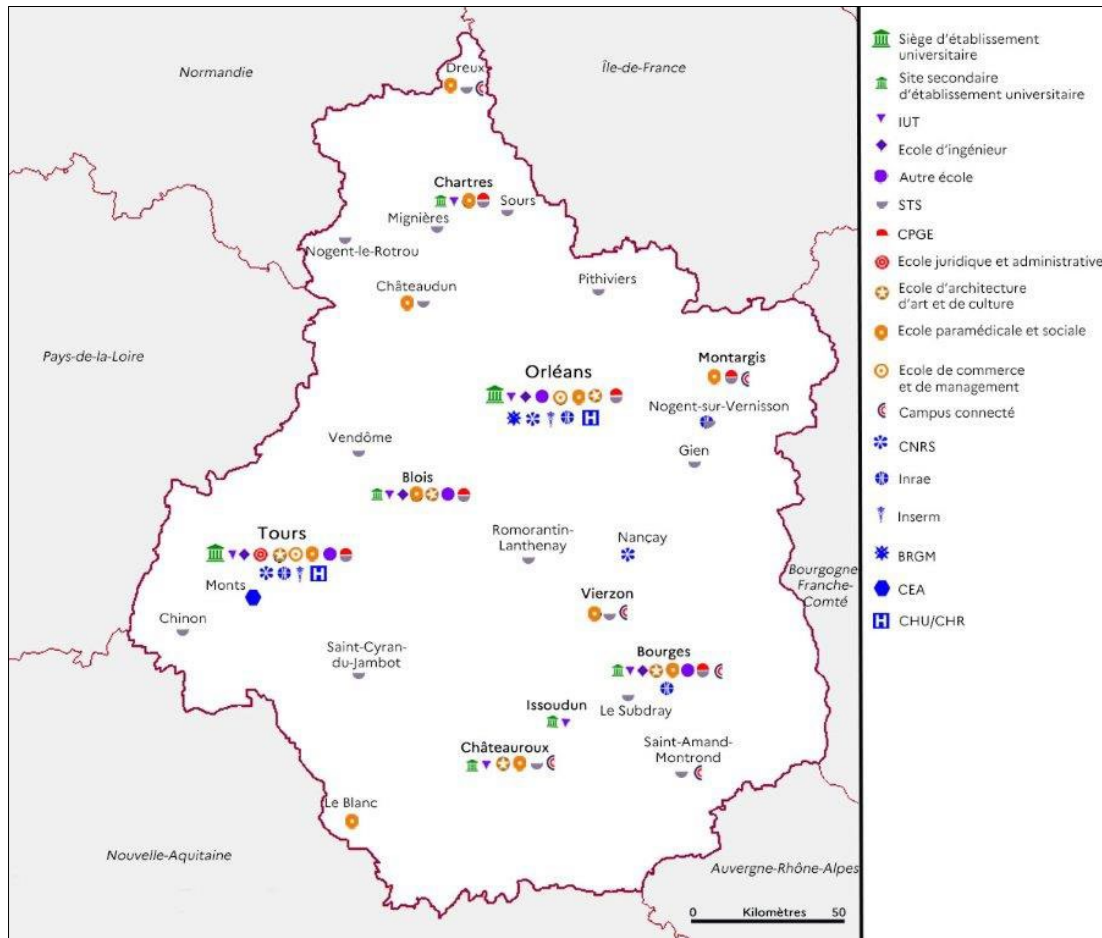 Normandie
Île-de-France
Dreux
Chartres
Sours
Mignières
Nogent-le-Rotrou
Châteaudun
Pithiviers
Pays-de-la-Loire
Orléans
Montargis
Nogent-sur-Vernisson
Vendôme
Gien
Blois
Tours
Romorantin-
Lanthenay
Nançay
Monts
Bourgogne
Franche-
Comté
Vierzon
Chinon
Saint-Cyran-
du-Jambot
Bourges
Issoudun
Le Subdray
Châteauroux
Saint-Amand-
Montrond
Le Blanc
Nouvelle-Aquitaine
Auvergne-Rhône-Alpes
0 Kilomètres 50
Siège d'établissement
universitaire
Site secondaire
d'établissement universitaire
IUT
Ecole d'ingénieur
Autre école
STS
CPGE
Ecole juridique et administrative
Ecole d'architecture
d'art et de culture
Ecole paramédicale et sociale
Ecole de commerce
et de management
Campus connecté
CNRS
Inrae
Inserm
BRGM
CEA
H CHU/CHR